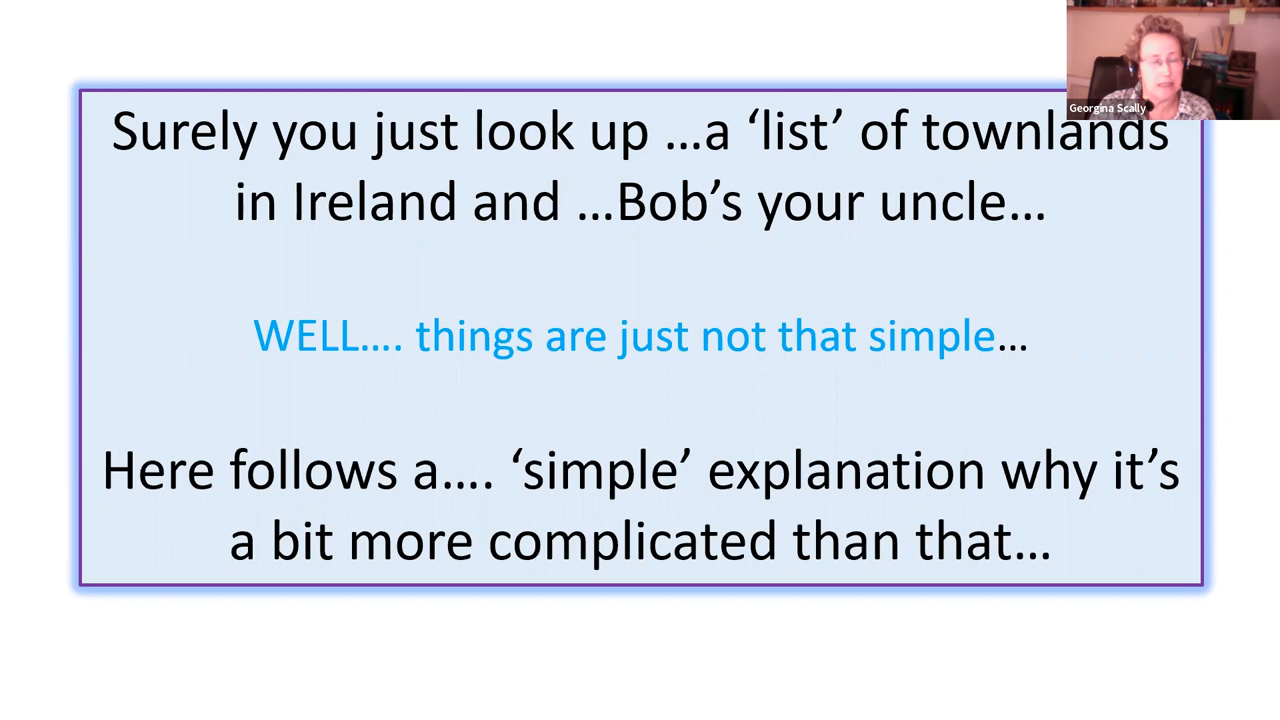 Georgina Scally
Surely you just look up …a ‘list’ of townlands
in Ireland and …Bob’s your uncle…
WELL…. things are just not that simple…
Here follows a…. ‘simple’ explanation why it’s
a bit more complicated than that…